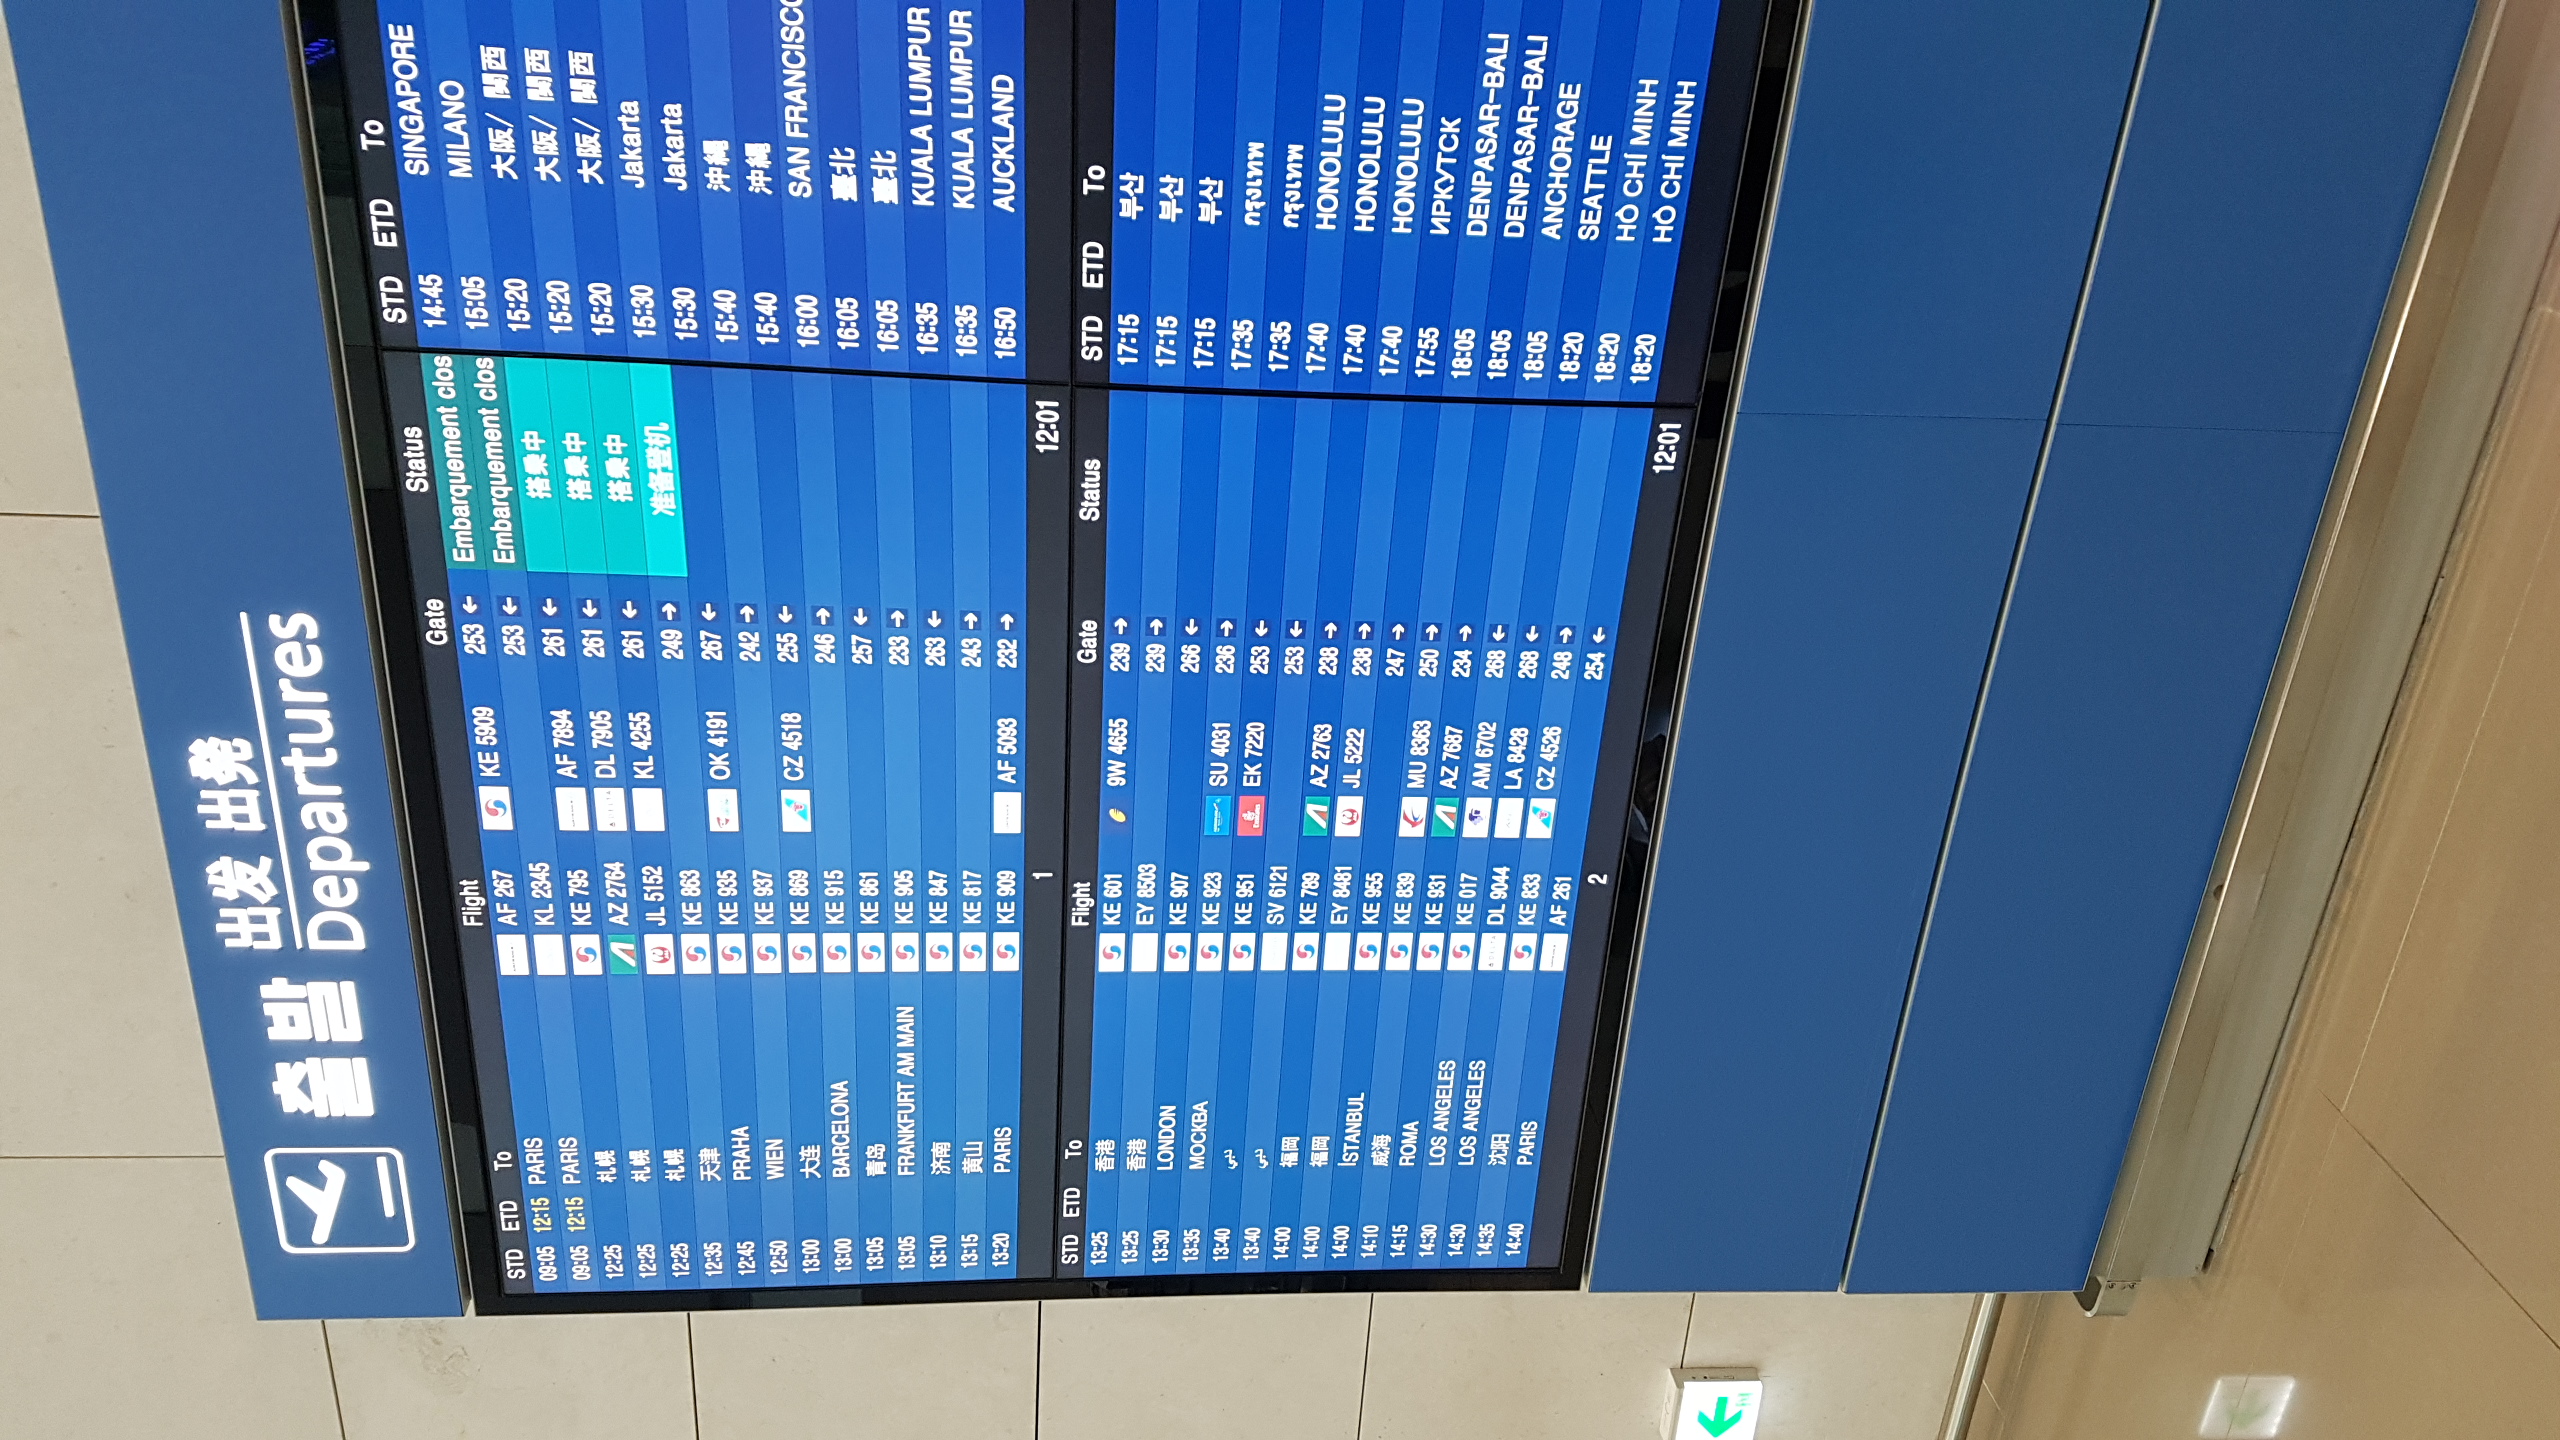 출발 出发 出発
Departures
STD ETD To Flight Gate Status
09:05 12:15 PARIS AF 267 KE 5909 253 ← Embarquement clos
09:05 12:15 PARIS KL 2345 253 ← Embarquement clos
12:25 札幌 KE 795 AF 7894 261 ← 搭乗中
12:25 札幌 AZ 2764 DELTA DL 7905 261 ← 搭乗中
12:25 札幌 JL 5152 KL 4255 261 ← 搭乗中
12:35 天津 KE 863 249 → 准备登机
12:45 PRAHA KE 935 OK 4191 267 ←
12:50 WIEN KE 937 242 →
13:00 大连 KE 869 CZ 4518 255 ←
13:00 BARCELONA KE 915 246 →
13:05 青岛 KE 861 257 ←
13:05 FRANKFURT AM MAIN KE 905 233 →
13:10 济南 KE 847 263 ←
13:15 黄山 KE 817 243 →
13:20 PARIS KE 909 AF 5093 232 →
1 12:01
STD ETD To
14:45 SINGAPORE
15:05 MILANO
15:20 大阪/ 関西
15:20 大阪/ 関西
15:20 大阪/ 関西
15:30 Jakarta
15:30 Jakarta
15:40 沖縄
15:40 沖縄
16:00 SAN FRANCISCO
16:05 臺北
16:05 臺北
16:35 KUALA LUMPUR
16:35 KUALA LUMPUR
16:50 AUCKLAND
STD ETD To Flight Gate Status
13:25 香港 KE 601 9W 4655 239 →
13:25 香港 EY 8503 239 →
13:30 LONDON KE 907 266 ←
13:35 МОСКВА KE 923 SU 4031 236 →
13:40 دبي KE 951 Emirates EK 7220 253 ←
13:40 دبي SV 6121 253 ←
14:00 福岡 KE 789 AZ 2763 238 →
14:00 福岡 EY 8481 JL 5222 238 →
14:00 İSTANBUL KE 955 247 →
14:10 威海 KE 839 MU 8363 250 →
14:15 ROMA KE 931 AZ 7687 234 →
14:30 LOS ANGELES KE 017 AM 6702 268 ←
14:30 LOS ANGELES DELTA DL 9044 LA 8428 268 ←
14:35 沈阳 KE 833 CZ 4526 248 →
14:40 PARIS AF 261 254 ←
2 12:01
STD ETD To
17:15 부산
17:15 부산
17:15 부산
17:35 กรุงเทพ
17:35 กรุงเทพ
17:40 HONOLULU
17:40 HONOLULU
17:40 HONOLULU
17:55 ИРКУТСК
18:05 DENPASAR-BALI
18:05 DENPASAR-BALI
18:05 ANCHORAGE
18:20 SEATTLE
18:20 HỒ CHÍ MINH
18:20 HỒ CHÍ MINH